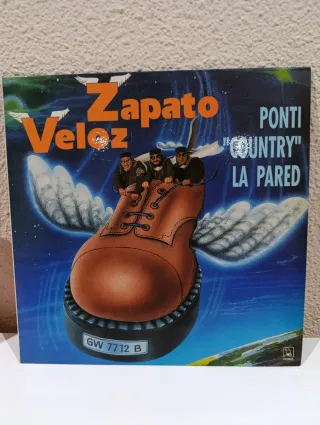 Zapato
Veloz
PONTI
"COUNTRY"
LA PARED
GW 7712 B